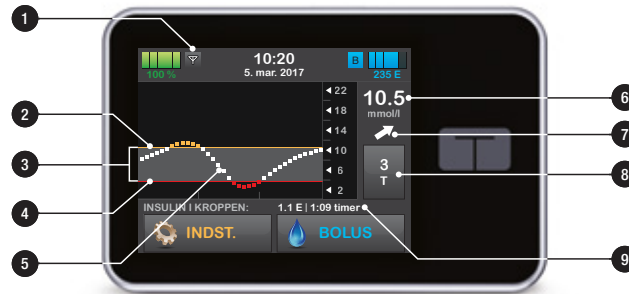 1
10:20
100 %
5. mar. 2017
B
235 E
22
18
14
10
6
2
10.5
mmol/l
3
T
INSULIN I KROPPEN: 1.1 E | 1:09 timer
INDST.
BOLUS
2
3
4
5
6
7
8
9